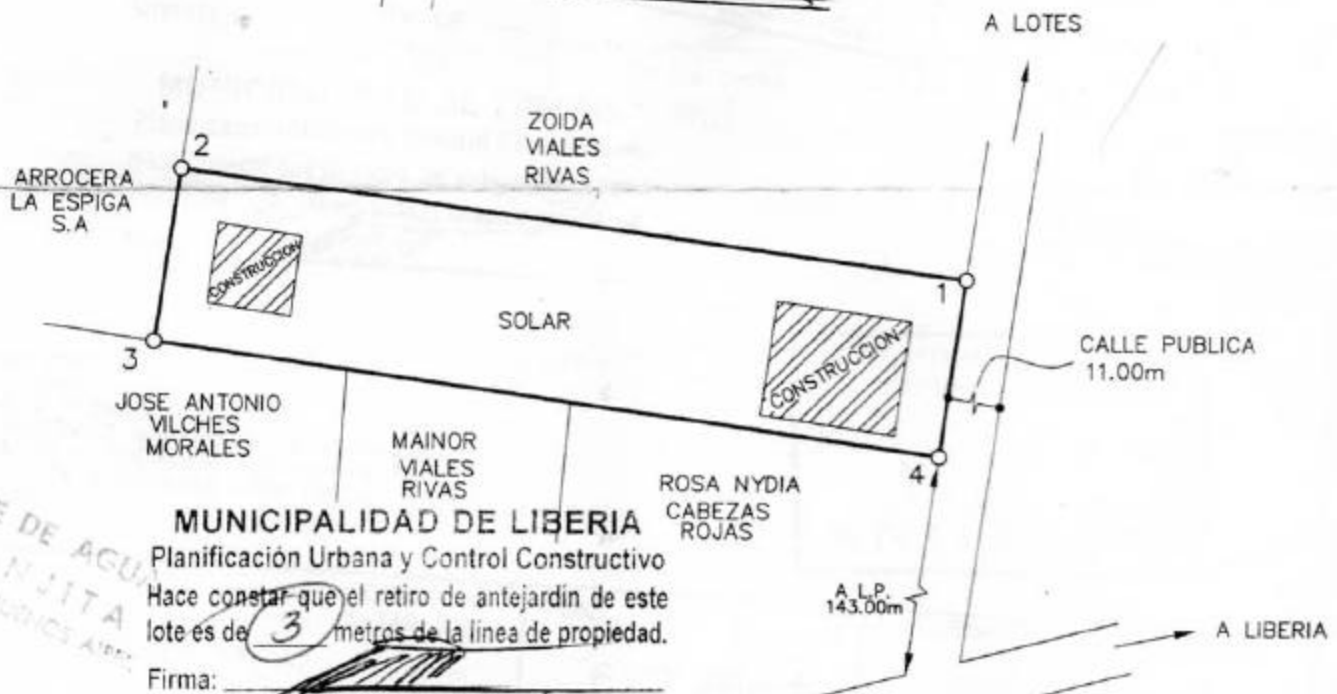 A LOTES
ZOIDA
VIALES
RIVAS
2
ARROCERA
LA ESPIGA
S.A
CONSTRUCCION
SOLAR
1
CONSTRUCCION
CALLE PUBLICA
11.00m
3
JOSE ANTONIO
VILCHES
MORALES
MAINOR
VIALES
RIVAS
4
ROSA NYDIA
CABEZAS
ROJAS
MUNICIPALIDAD DE LIBERIA
Planificación Urbana y Control Constructivo
Hace constar que el retiro de antejardín de este
lote es de 3 metros de la linea de propiedad.
Firma:
A L.P.
143.00m
A LIBERIA
DE AGUA